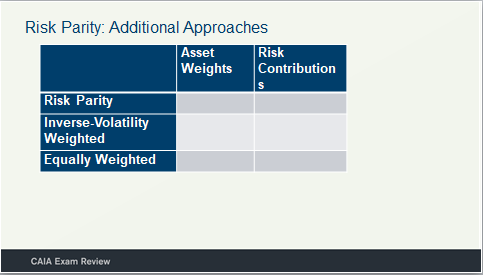 Risk Parity: Additional Approaches
Asset
Weights
Risk
Contribution
s
Risk Parity
Inverse-Volatility
Weighted
Equally Weighted
CAIA Exam Review